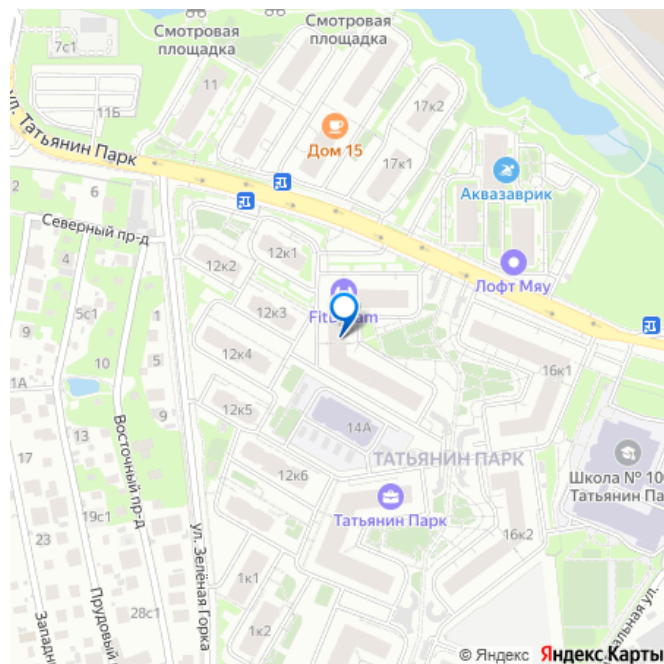 Смотровая
площадка
Смотровая
площадка
7с1
11
11Б
17к2
ул. Татьянин Парк
Дом 15
17к1
Аквазаврик
2
6
Северный пр-д
4
12к1
12к2
Лофт Мяу
5с1
12к3
1
9
5
10
12к4
16к1
1А
12к5
9
13
14А
ТАТЬЯНИН ПАРК
Восточный пр-д
12к6
Татьянин Парк
19с1
23
16к2
ул. Зелёная Горка
1к1
28с1
1к2
Прудовый
Западн
Школа №
Татьянин Па
альная ул.
© Яндекс Яндекс Карты